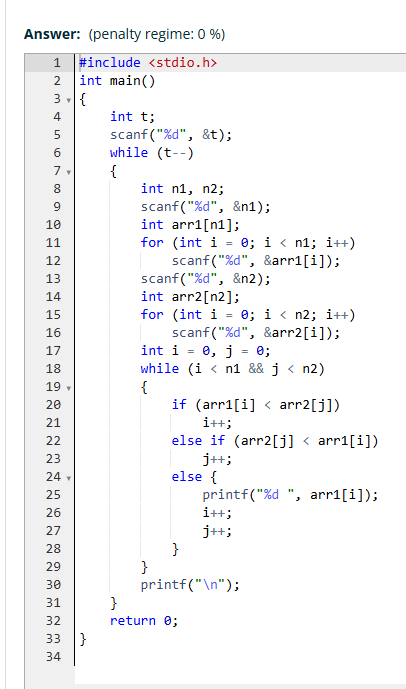 Answer: (penalty regime: 0 %)
1 #include <stdio.h>
2 int main()
3 {
4     int t;
5     scanf("%d", &t);
6     while (t--)
7     {
8         int n1, n2;
9         scanf("%d", &n1);
10         int arr1[n1];
11         for (int i = 0; i < n1; i++)
12             scanf("%d", &arr1[i]);
13         scanf("%d", &n2);
14         int arr2[n2];
15         for (int i = 0; i < n2; i++)
16             scanf("%d", &arr2[i]);
17         int i = 0, j = 0;
18         while (i < n1 && j < n2)
19         {
20             if (arr1[i] < arr2[j])
21                 i++;
22             else if (arr2[j] < arr1[i])
23                 j++;
24             else {
25                 printf("%d ", arr1[i]);
26                 i++;
27                 j++;
28             }
29         }
30         printf("\n");
31     }
32     return 0;
33 }
34